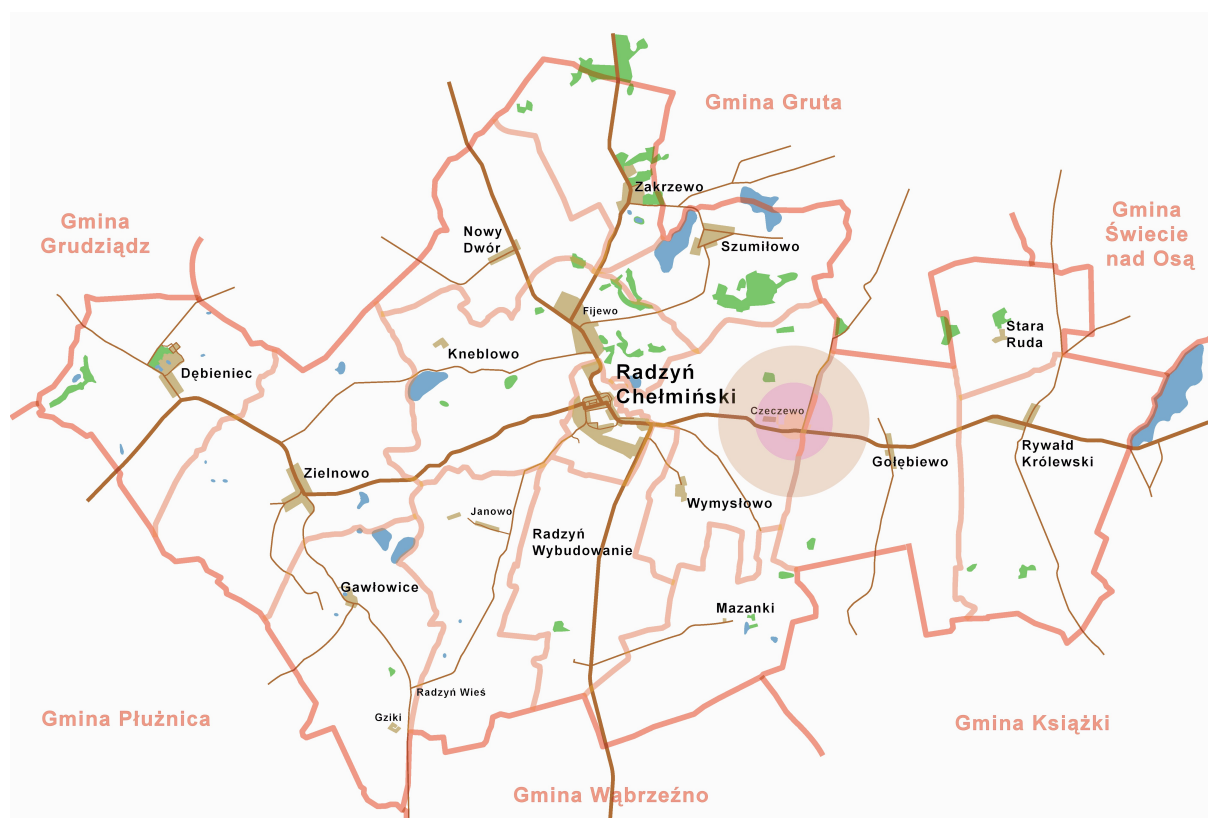 Gmina Gruta
Zakrzewo
Gmina
Grudziądz
Nowy
Dwór
Szumiłowo
Gmina
Świecie
nad Osą
Fijewo
Stara
Ruda
Kneblowo
Dębieniec
Radzyń
Chełmiński
Czeczewo
Gołębiewo
Rywałd
Królewski
Zielnowo
Wymysłowo
Janowo
Radzyń
Wybudowanie
Gawłowice
Mazanki
Radzyń Wieś
Gziki
Gmina Płużnica
Gmina Książki
Gmina Wąbrzeźno